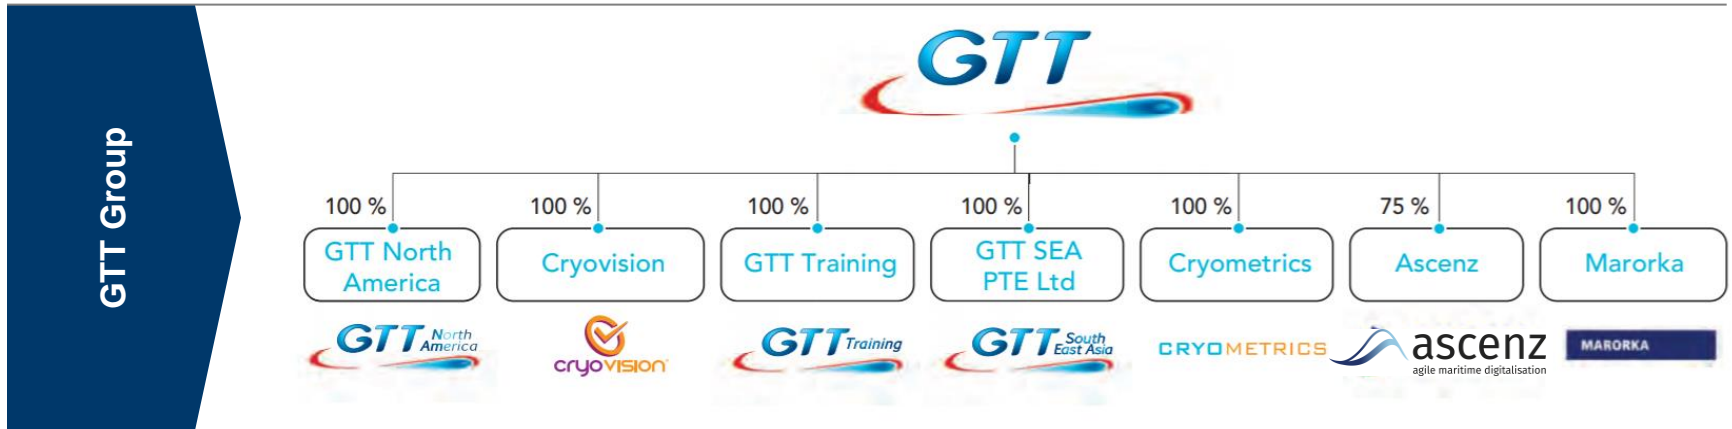 GTT Group
GTT
100 %
100 %
100 %
100 %
100 %
75 %
100 %
GTT North
America
Cryovision
GTT Training
GTT SEA
PTE Ltd
Cryometrics
Ascenz
Marorka
GTT North
America
cryovision
GTT Training
GTT South
East Asia
CRYOMETRICS
ascenz
agile maritime digitalisation
MARORKA